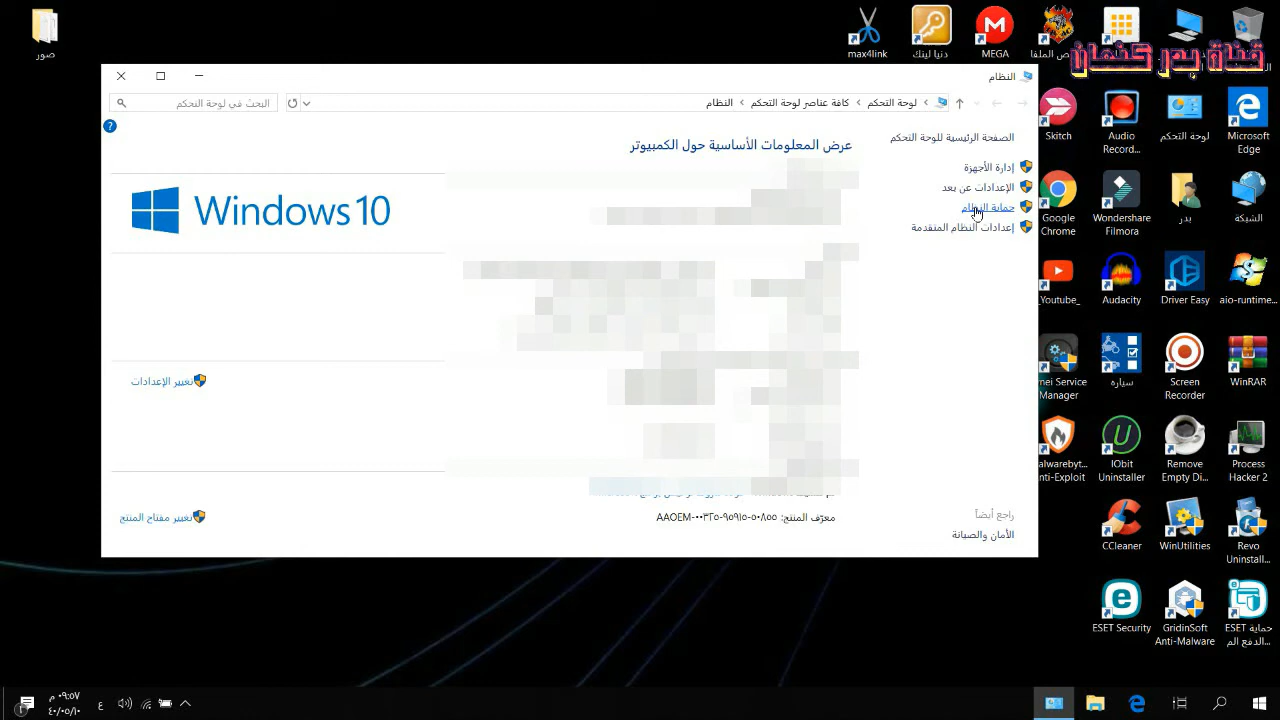 صور
max4link
دنيا لينك
MEGA
قناة بدر كنعان
النظام
البحث في لوحة التحكم
لوحة التحكم
كافة عناصر لوحة التحكم
النظام
الصفحة الرئيسية للوحة التحكم
إدارة الأجهزة
الإعدادات عن بعد
حماية النظام
إعدادات النظام المتقدمة
عرض المعلومات الأساسية حول الكمبيوتر
Windows 10
تغيير الإعدادات
تغيير مفتاح المنتج
معرّف المنتج: ٠٠٣٢٥-٩٥٩١٥-٥٠٨٥٥-AAOEM
راجع أيضاً
الأمان والصيانة
Skitch
Audio Record...
لوحة التحكم
Microsoft Edge
Google Chrome
Wondershare Filmora
بدر
الشبكة
_Youtube_
Audacity
Driver Easy
aio-runtime...
Service Manager
سيارة
Screen Recorder
WinRAR
IObit Uninstaller
Remove Empty Di...
Process Hacker 2
CCleaner
WinUtilities
Revo Uninstall...
ESET Security
GridinSoft Anti-Malware
ESET حماية الدفع الم
٠٩:٥٧ م
٤٠/٠٥/١٠
ع